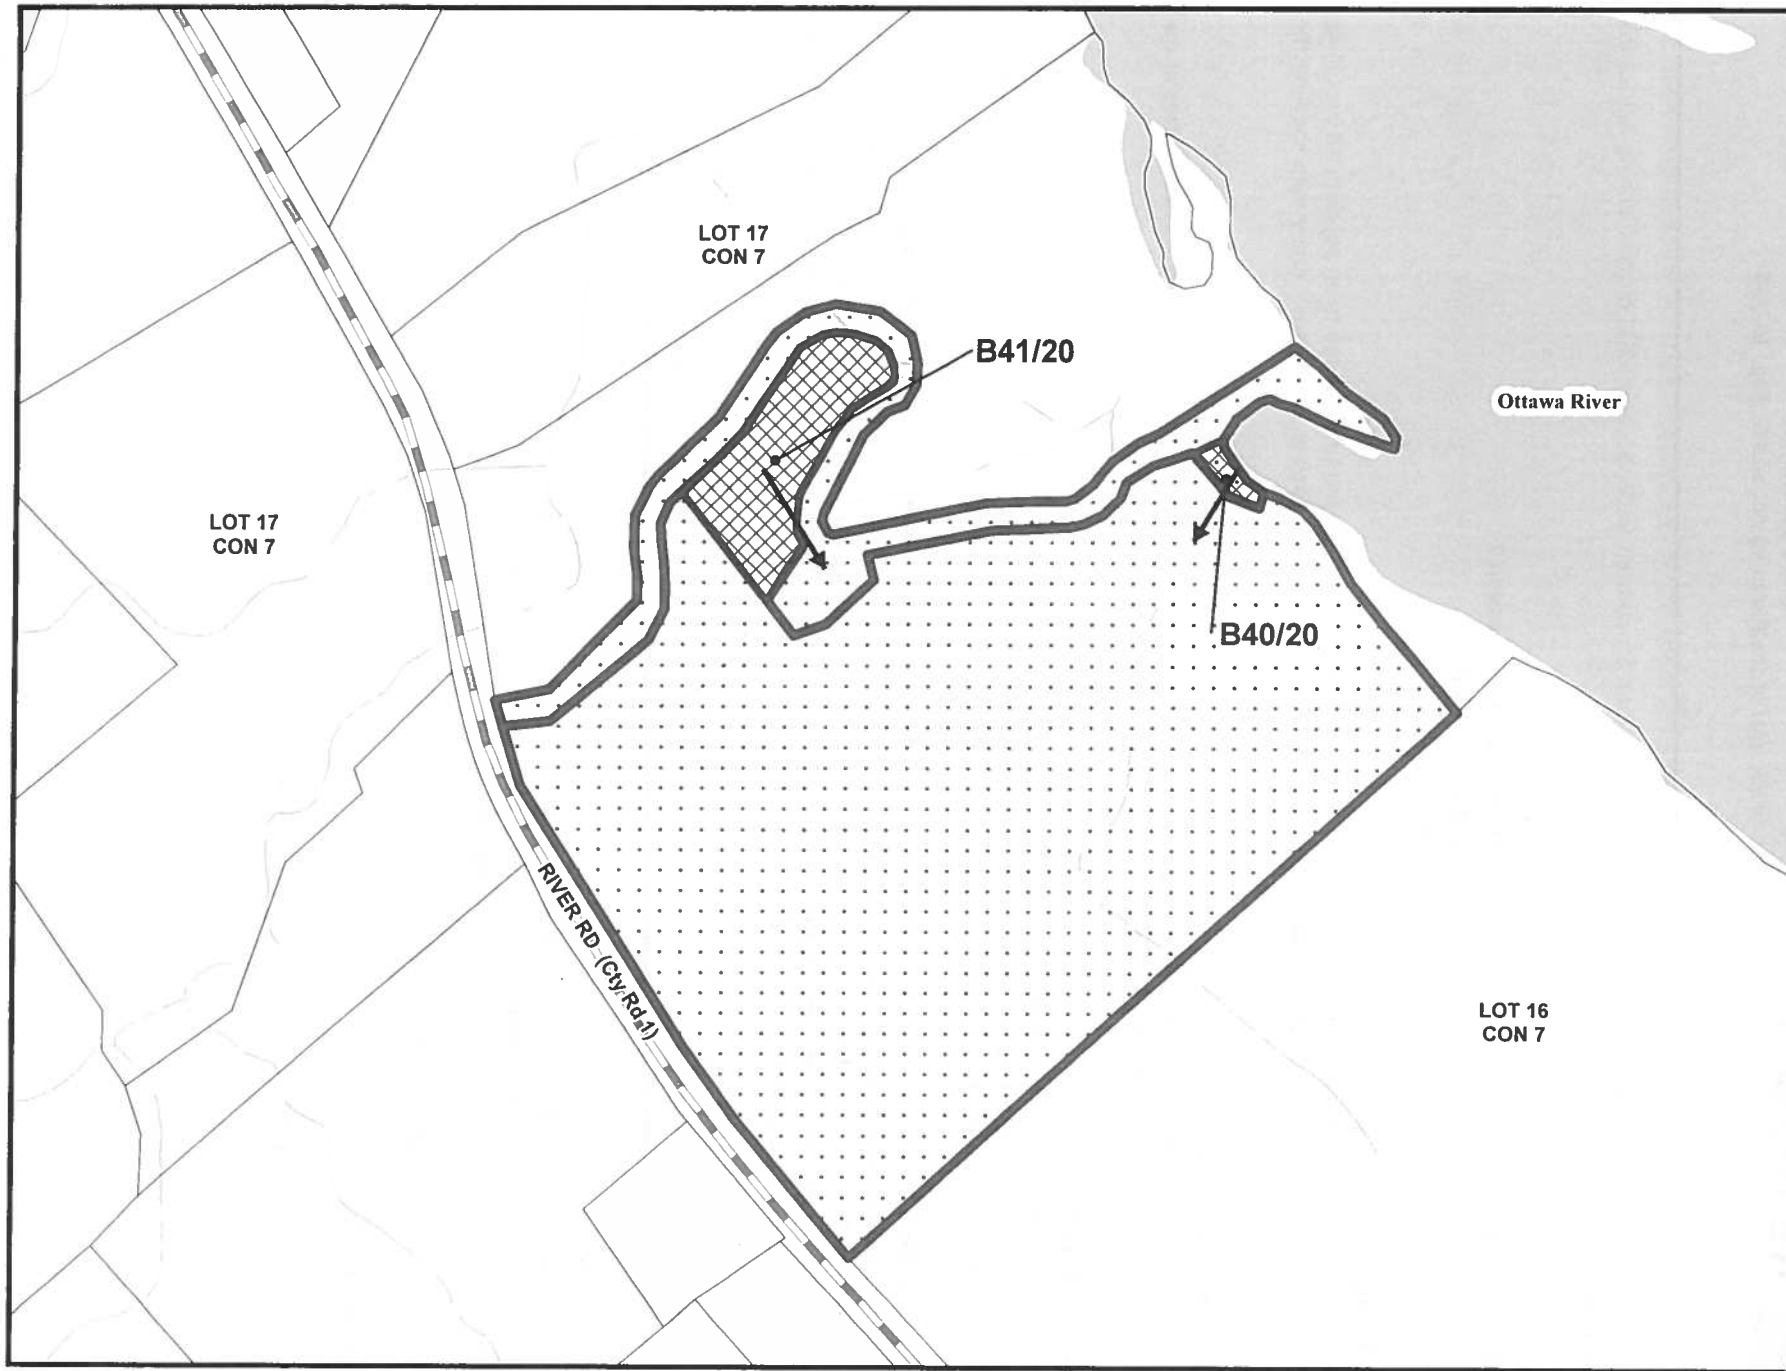 LOT 17
CON 7
B41/20
Ottawa River
LOT 17
CON 7
B40/20
RIVER RD (Cty Rd 1)
LOT 16
CON 7